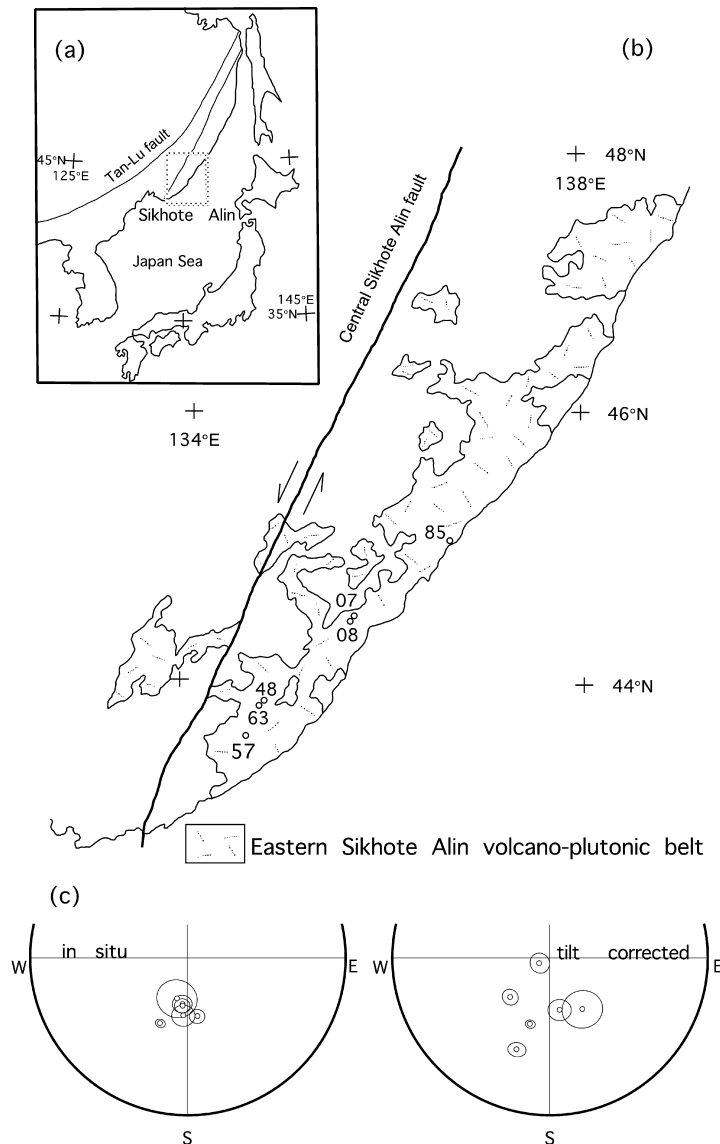 (a)
(b)
Tan-Lu fault
45°N
125°E
Sikhote Alin
Japan Sea
145°E
35°N
Central Sikhote Alin fault
48°N
138°E
46°N
134°E
85
07
08
44°N
48
63
57
Eastern Sikhote Alin volcano-plutonic belt
(c)
in situ
W
E
S
tilt corrected
W
E
S